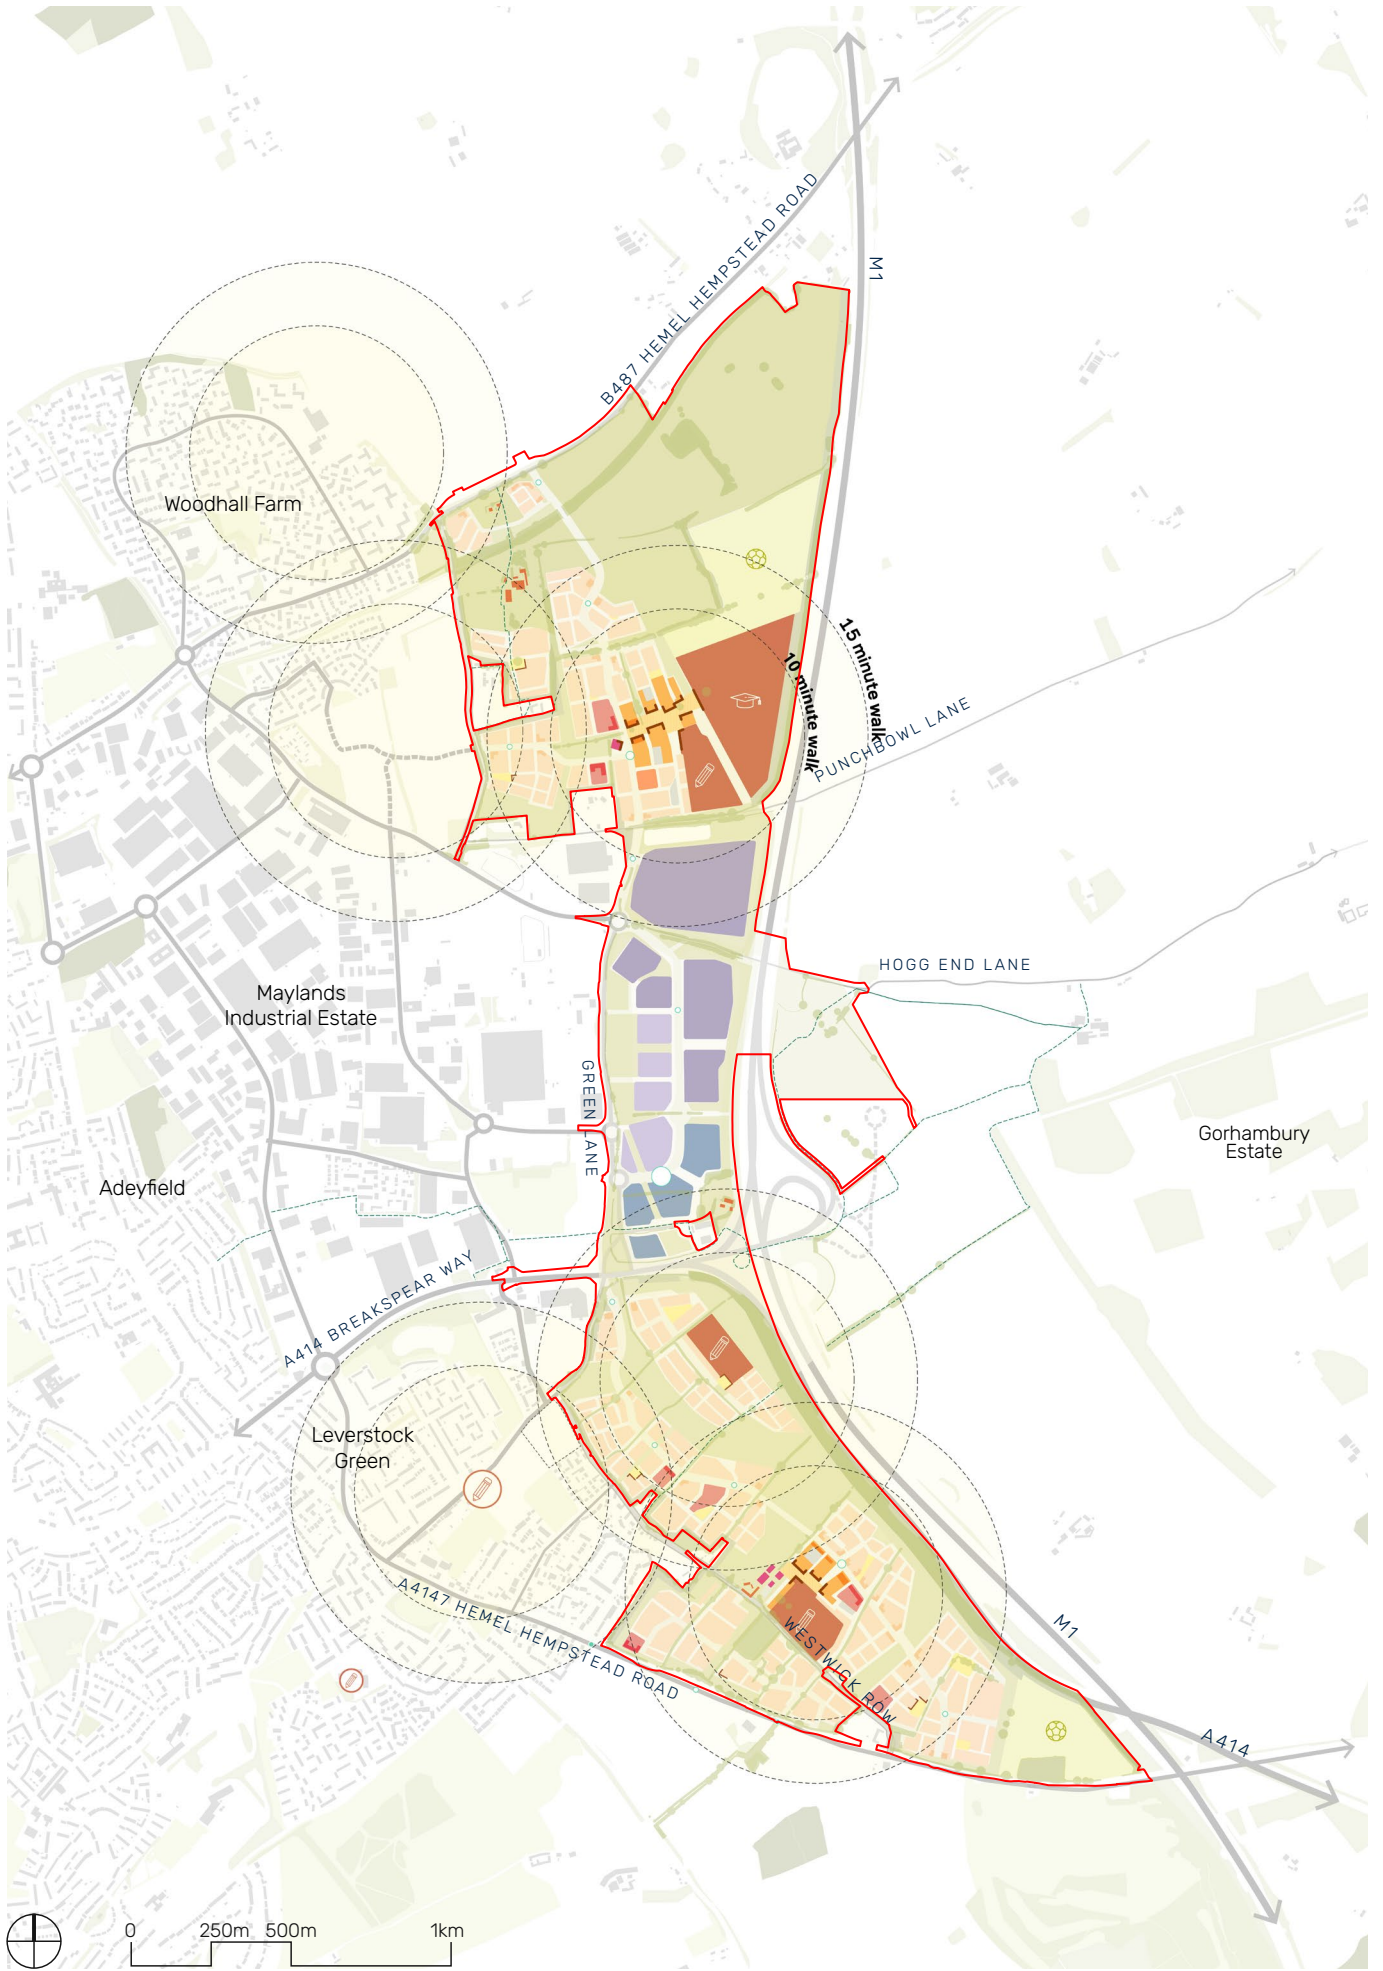 M1
B487 HEMEL HEMPSTEAD ROAD
Woodhall Farm
15 minute walk
10 minute walk
PUNCHBOWL LANE
HOGG END LANE
Maylands
Industrial Estate
GREEN LANE
Gorhambury
Estate
Adeyfield
A414 BREAKSPEAR WAY
Leverstock
Green
A4147 HEMEL HEMPSTEAD ROAD
WESTWICK ROW
M1
A414
0 250m 500m 1km